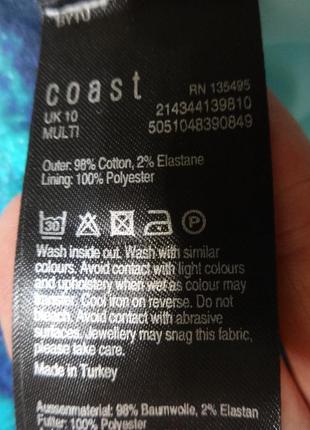 coast
RN 135495
UK 10
214344139810
MULTI
5051048390849
Outer: 98% Cotton, 2% Elastane
Lining: 100% Polyester
30
P
Wash inside out. Wash with similar
colours. Avoid contact with light colours
and upholstery when wet as colour may
transfer. Cool iron on reverse. Do not
bleach. Avoid contact with abrasive
surfaces. Jewellery may snag this fabric,
please take care.
Made in Turkey
Aussenmaterial: 98% Baumwolle, 2% Elastan
Futter: 100% Polyester